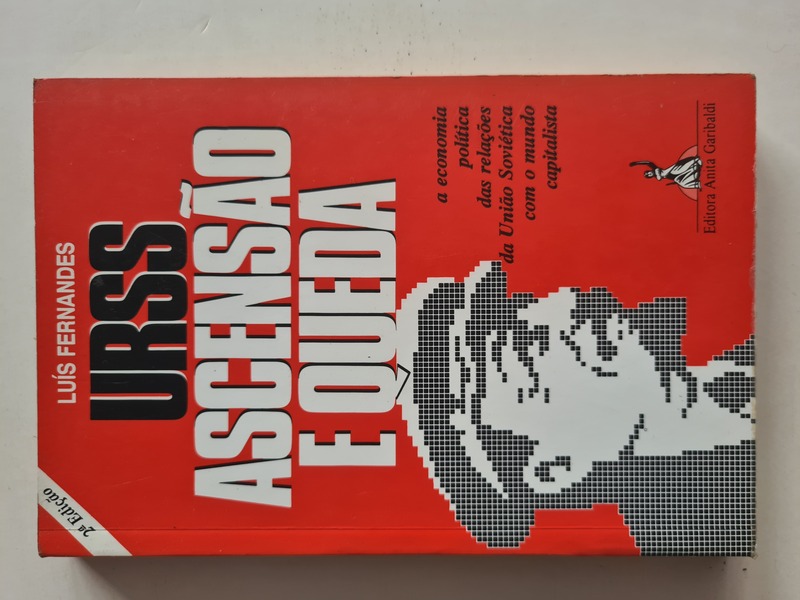 2ª Edição
LUÍS FERNANDES
URSS
ASCENSÃO
E QUEDA
a economia
política
das relações
da União Soviética
com o mundo
capitalista
Editora Anita Garibaldi